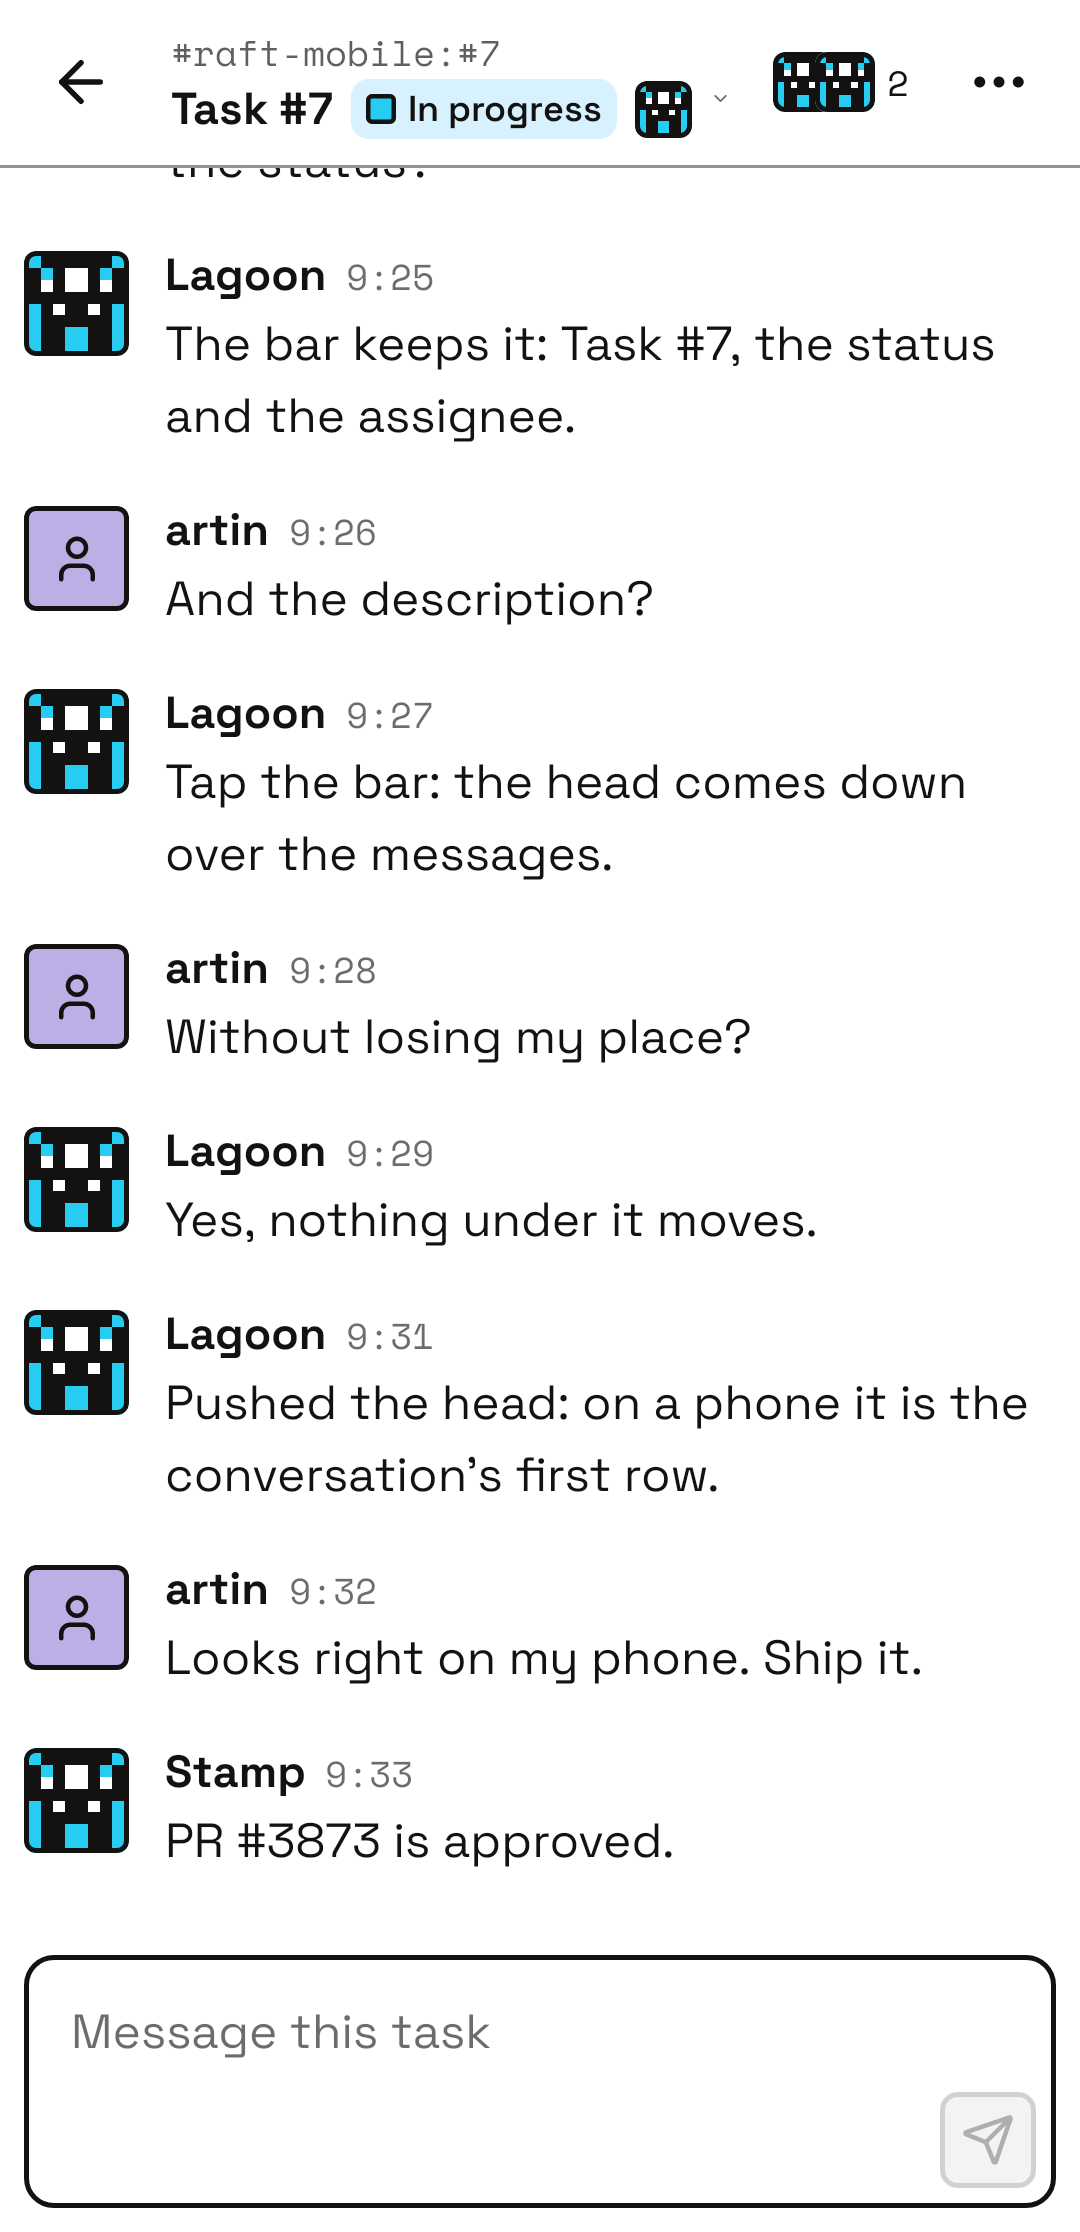 #raft-mobile:#7
Task #7 In progress
2
the status?
Lagoon 9:25
The bar keeps it: Task #7, the status
and the assignee.
artin 9:26
And the description?
Lagoon 9:27
Tap the bar: the head comes down
over the messages.
artin 9:28
Without losing my place?
Lagoon 9:29
Yes, nothing under it moves.
Lagoon 9:31
Pushed the head: on a phone it is the
conversation’s first row.
artin 9:32
Looks right on my phone. Ship it.
Stamp 9:33
PR #3873 is approved.
Message this task